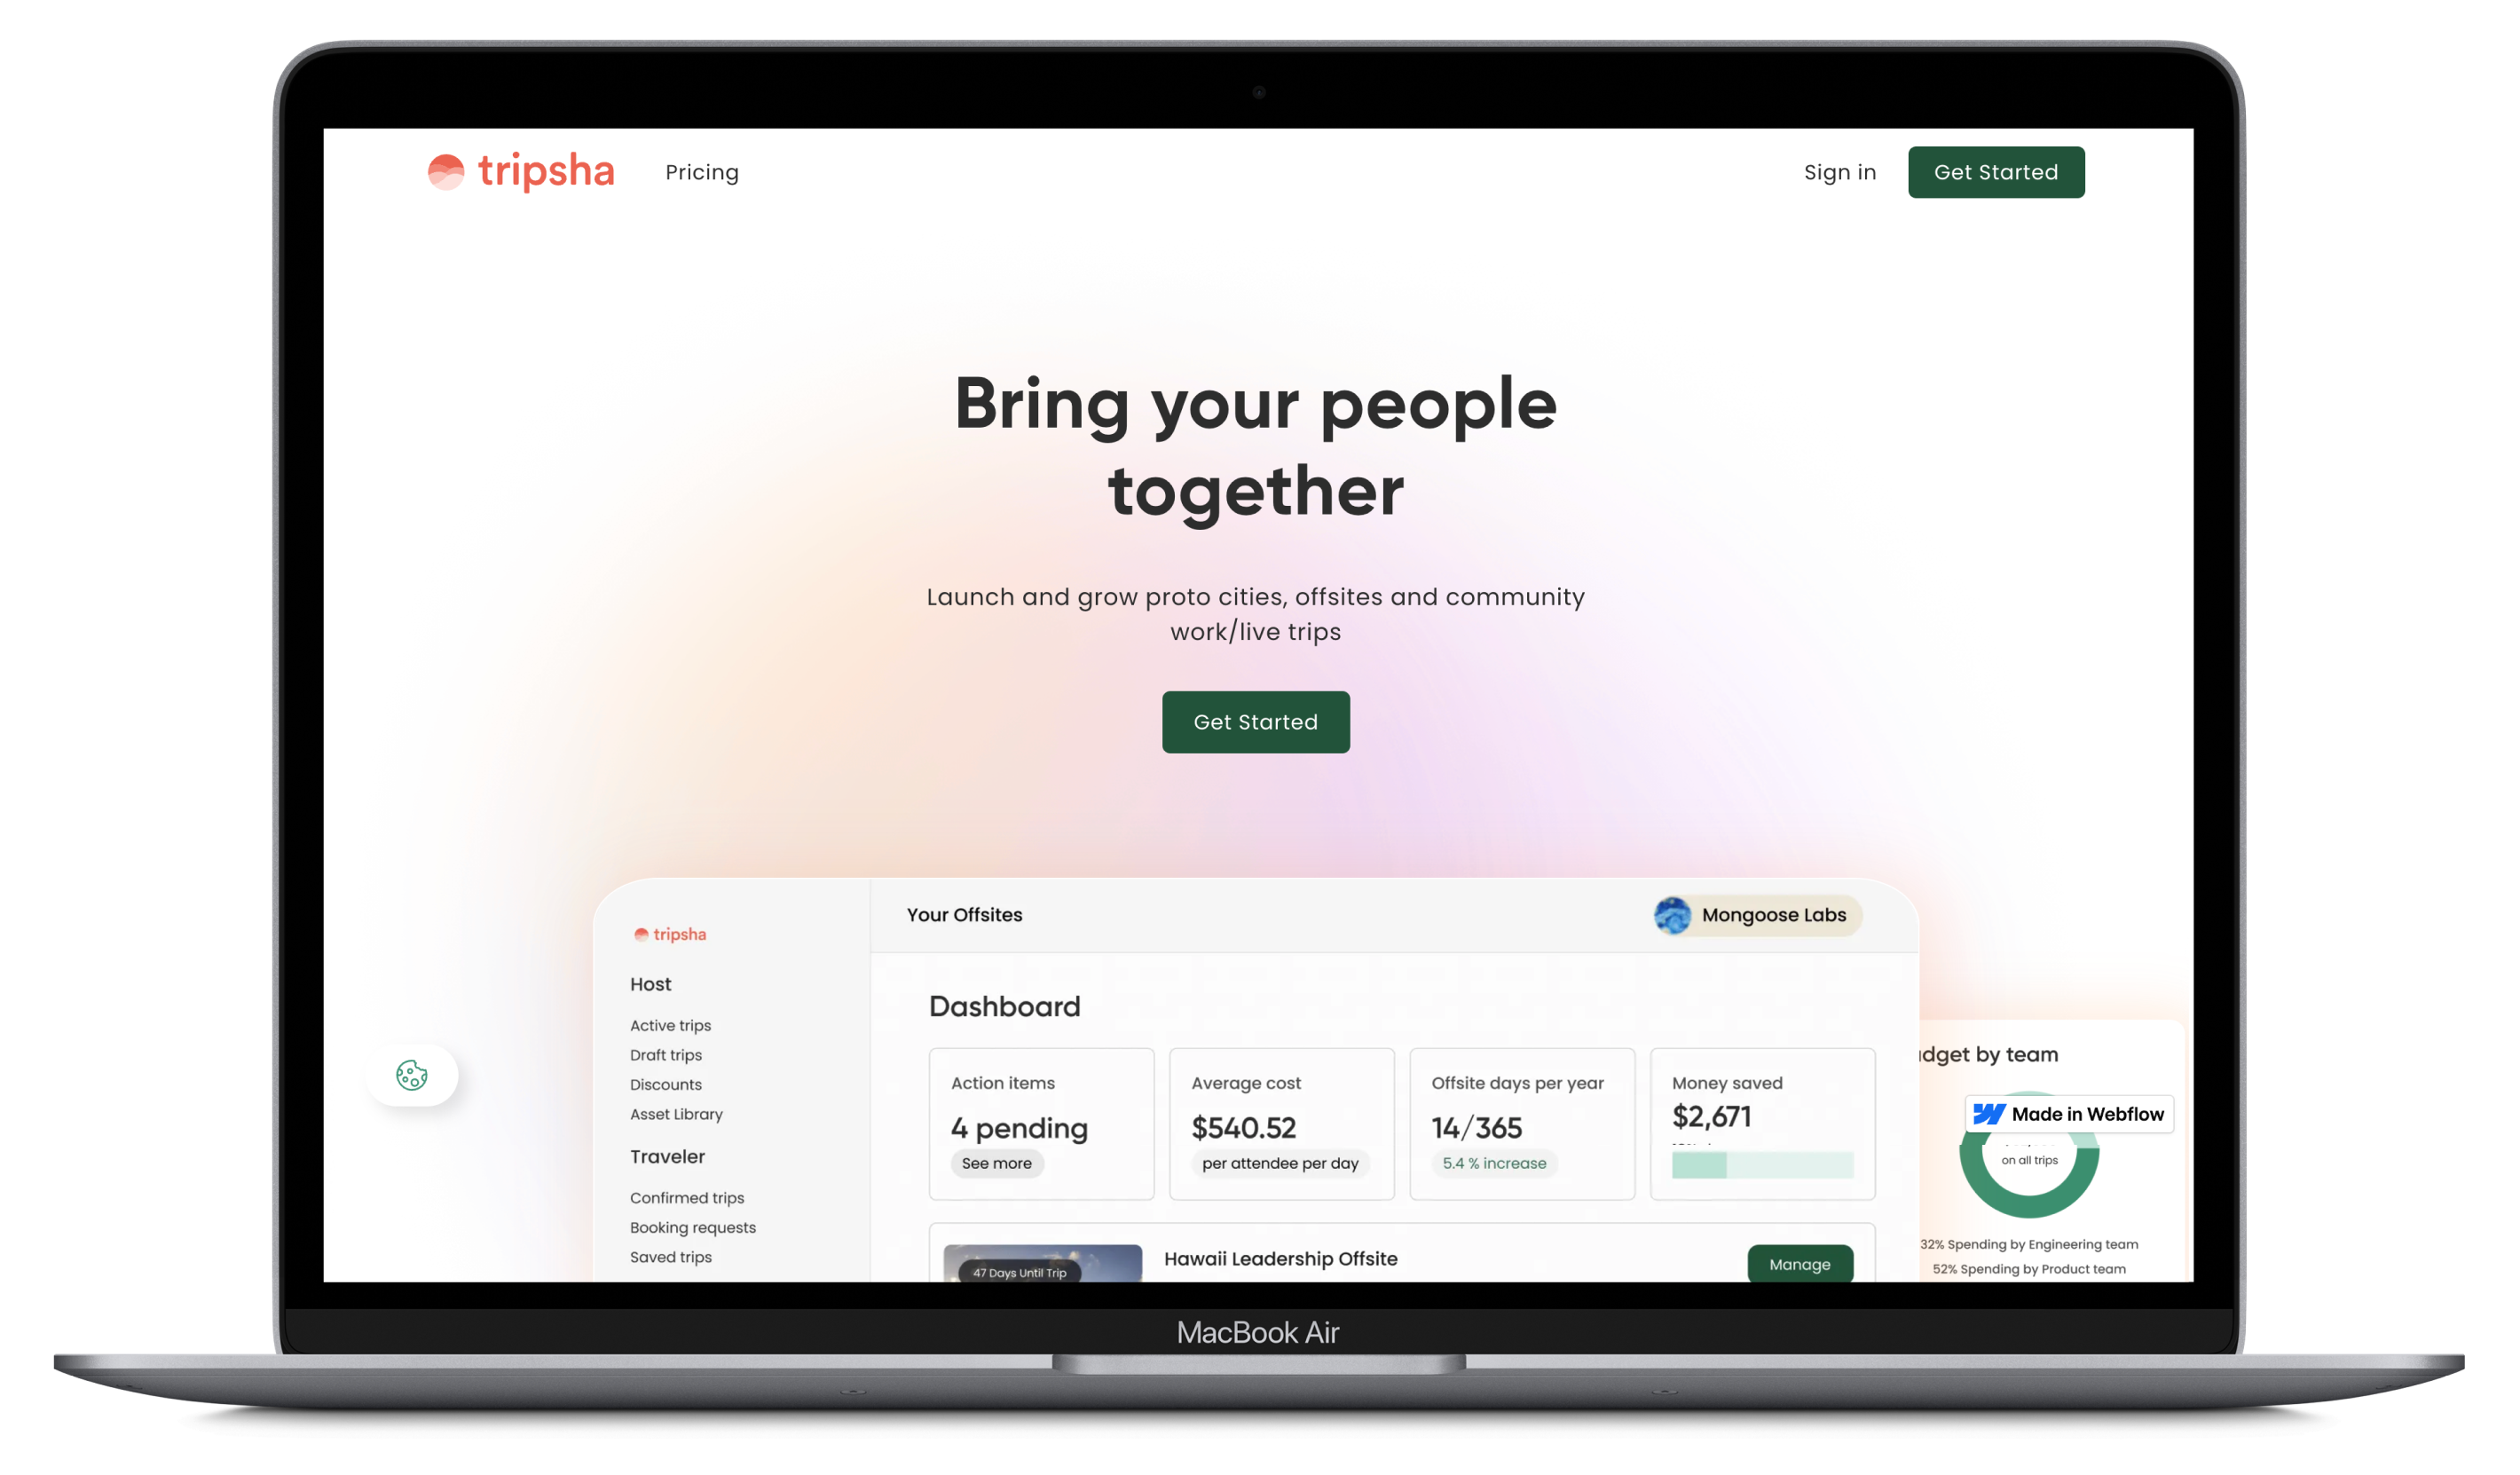 tripsha
Pricing
Sign in
Get Started
Bring your people
together
Launch and grow proto cities, offsites and community
work/live trips
Get Started
tripsha
Host
Active trips
Draft trips
Discounts
Asset Library
Traveler
Confirmed trips
Booking requests
Saved trips
Your Offsites
Mongoose Labs
Dashboard
Action items
4 pending
See more
Average cost
$540.52
per attendee per day
Offsite days per year
14/365
5.4 % increase
Money saved
$2,671
47 Days Until Trip
Hawaii Leadership Offsite
Manage
by team
Made in Webflow
on all trips
32% Spending by Engineering team
52% Spending by Product team
MacBook Air